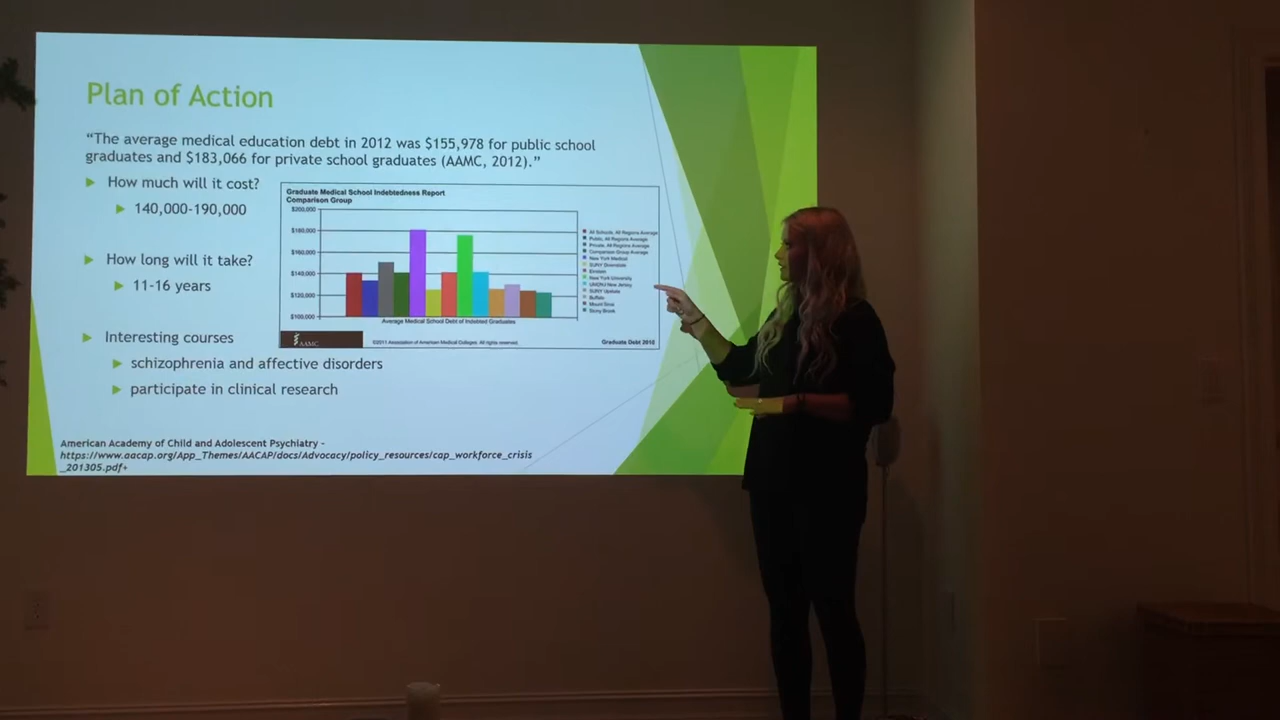 Plan of Action
“The average medical education debt in 2012 was $155,978 for public school
graduates and $183,066 for private school graduates (AAMC, 2012).”
How much will it cost?
140,000-190,000
How long will it take?
11-16 years
Interesting courses
schizophrenia and affective disorders
participate in clinical research
Graduate Medical School Indebtedness Report
Comparison Group
$200,000
$180,000
$160,000
$140,000
$120,000
$100,000
Average Medical School Debt of Indebted Graduates
All Schools, All Regions Average
Public, All Regions Average
Private, All Regions Average
Comparison Group Average
New York Medical
SUNY Downstate
Einstein
New York University
UMDNJ New Jersey
SUNY Upstate
Buffalo
Mount Sinai
Stony Brook
AAMC
©2011 Association of American Medical Colleges. All rights reserved.
Graduate Debt 2012
American Academy of Child and Adolescent Psychiatry -
https://www.aacap.org/App_Themes/AACAP/docs/Advocacy/policy_resources/cap_workforce_crisis
_201305.pdf+